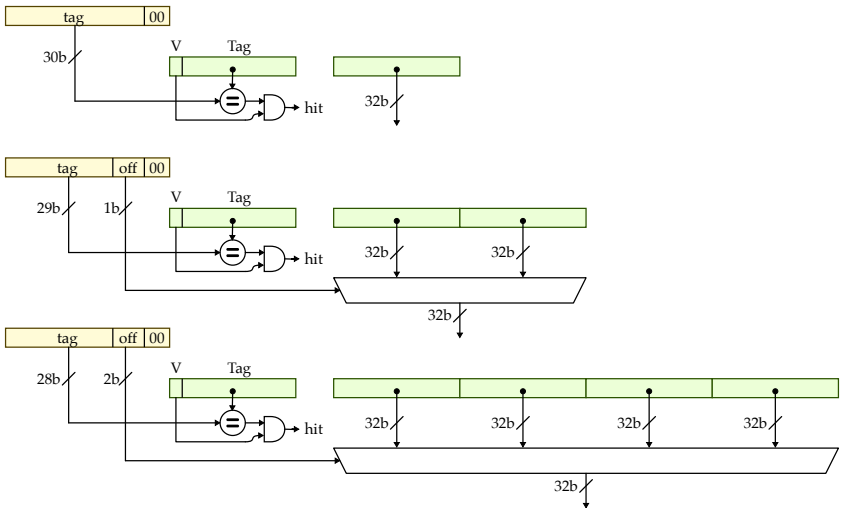 tag 00
V Tag
30b
32b
hit
tag off 00
V Tag
29b 1b
32b 32b
hit
32b
tag off 00
V Tag
28b 2b
32b 32b 32b 32b
hit
32b